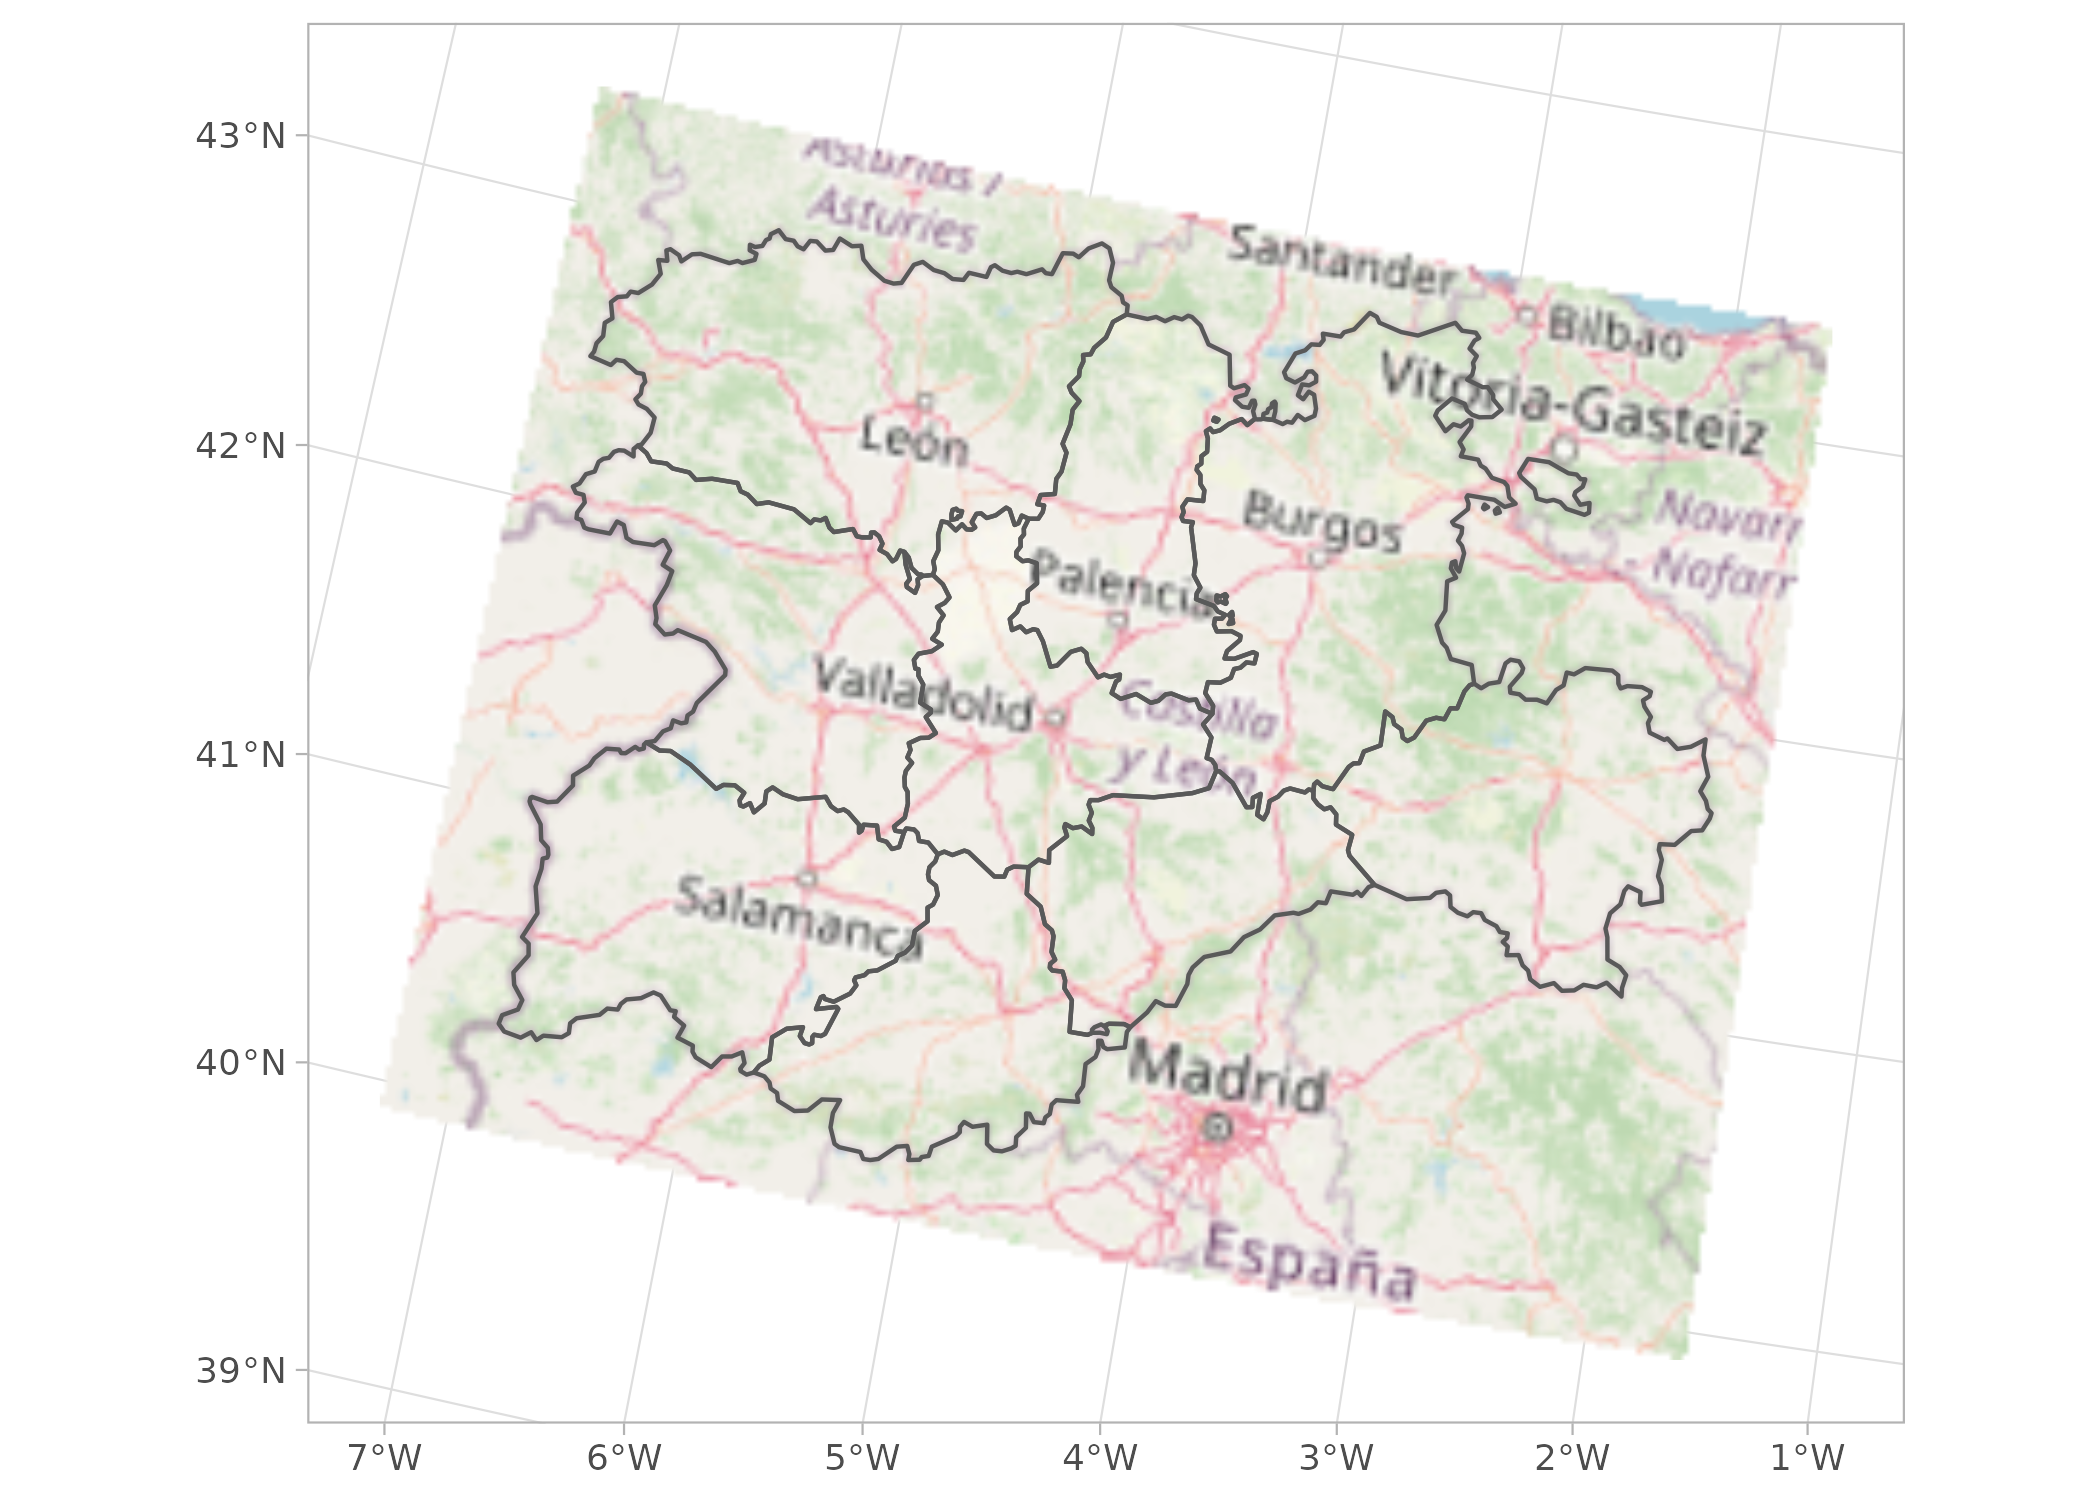 43°N
42°N
41°N
40°N
39°N
Asturias /
Asturies
Santander
Bilbao
Vitoria-Gasteiz
León
Navarr
- Nafarr
Burgos
Palencia
Valladolid
Castilla
y León
Salamanca
Madrid
España
7°W
6°W
5°W
4°W
3°W
2°W
1°W